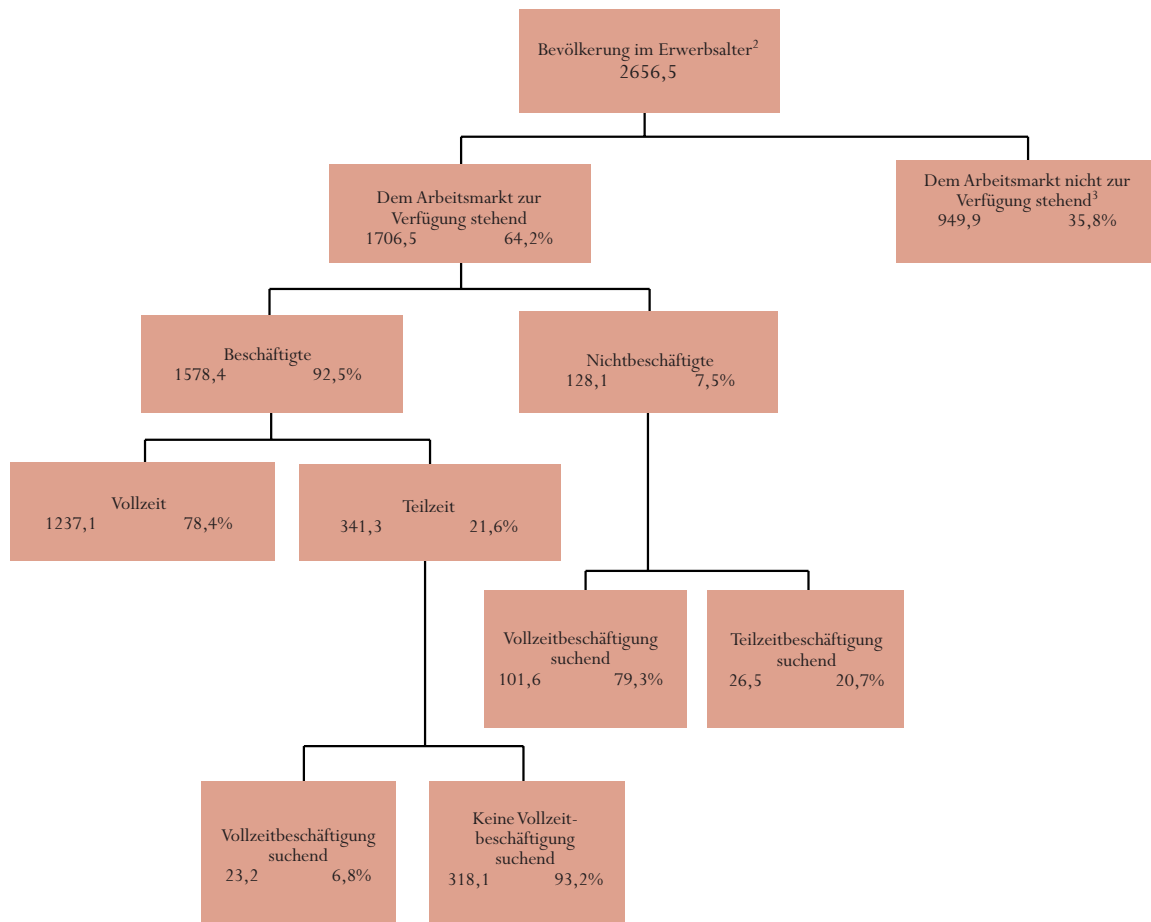 Bevölkerung im Erwerbsalter²
2656,5
Dem Arbeitsmarkt zur
Verfügung stehend
1706,5 64,2%
Dem Arbeitsmarkt nicht zur
Verfügung stehend³
949,9 35,8%
Beschäftigte
1578,4 92,5%
Nichtbeschäftigte
128,1 7,5%
Vollzeit
1237,1 78,4%
Teilzeit
341,3 21,6%
Vollzeitbeschäftigung
suchend
101,6 79,3%
Teilzeitbeschäftigung
suchend
26,5 20,7%
Vollzeitbeschäftigung
suchend
23,2 6,8%
Keine Vollzeit-
beschäftigung
suchend
318,1 93,2%